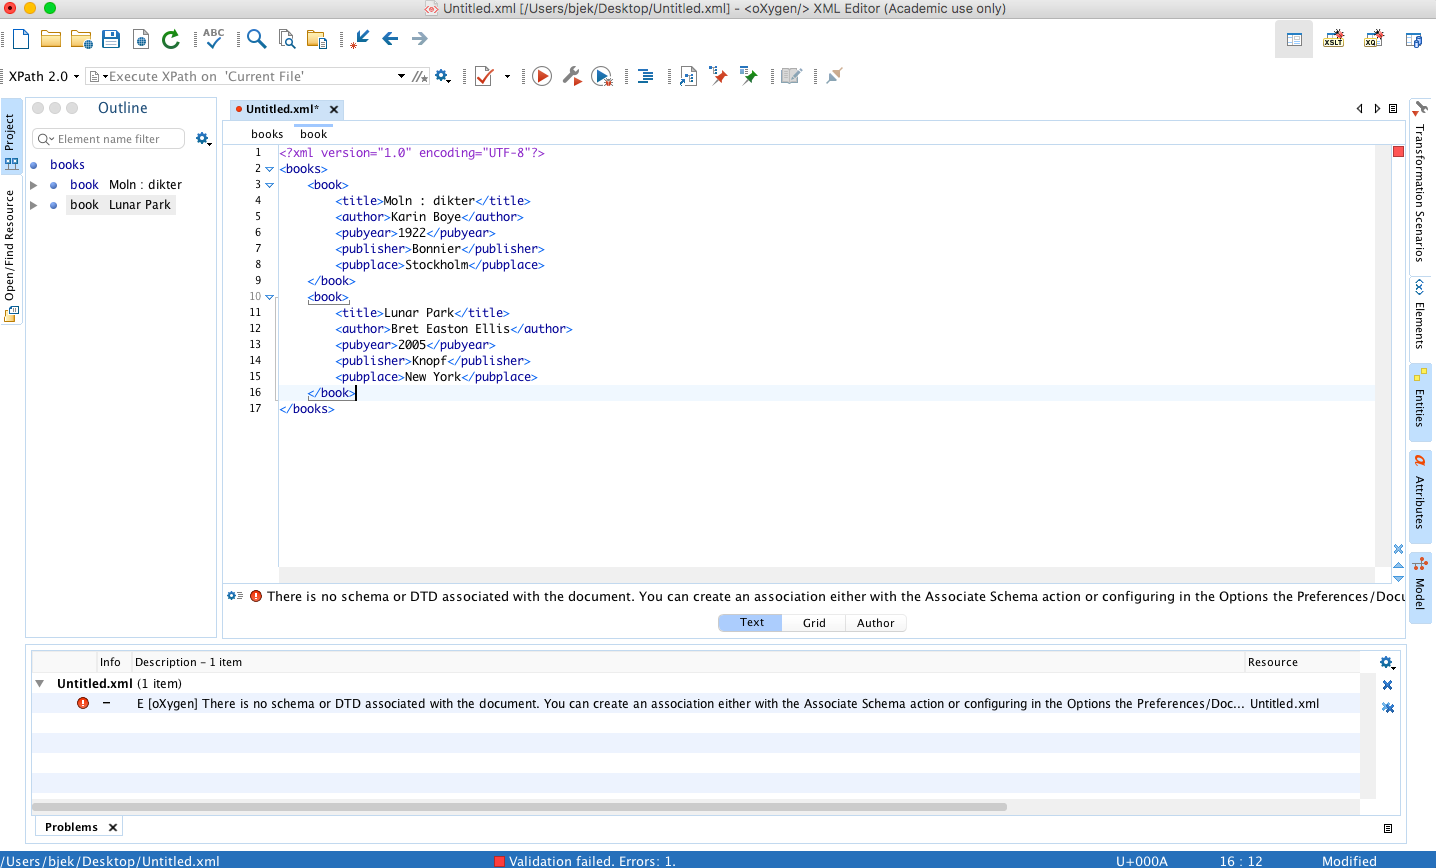 Untitled.xml [/Users/bjek/Desktop/Untitled.xml] - <oXygen/> XML Editor (Academic use only)
ABC
XSLT
XQ
XPath 2.0
Execute XPath on 'Current File'
Project
Open/Find Resource
Outline
Element name filter
books
book Moln : dikter
book Lunar Park
Untitled.xml*
books book
1 <?xml version="1.0" encoding="UTF-8"?>
2 <books>
3 <book>
4 <title>Moln : dikter</title>
5 <author>Karin Boye</author>
6 <pubyear>1922</pubyear>
7 <publisher>Bonnier</publisher>
8 <pubplace>Stockholm</pubplace>
9 </book>
10 <book>
11 <title>Lunar Park</title>
12 <author>Bret Easton Ellis</author>
13 <pubyear>2005</pubyear>
14 <publisher>Knopf</publisher>
15 <pubplace>New York</pubplace>
16 </book>
17 </books>
Transformation Scenarios
Elements
Entities
Attributes
Model
There is no schema or DTD associated with the document. You can create an association either with the Associate Schema action or configuring in the Options the Preferences/Docu
Text Grid Author
Info Description - 1 item Resource
Untitled.xml (1 item)
E [oXygen] There is no schema or DTD associated with the document. You can create an association either with the Associate Schema action or configuring in the Options the Preferences/Doc... Untitled.xml
Problems
/Users/bjek/Desktop/Untitled.xml Validation failed. Errors: 1. U+000A 16 : 12 Modified